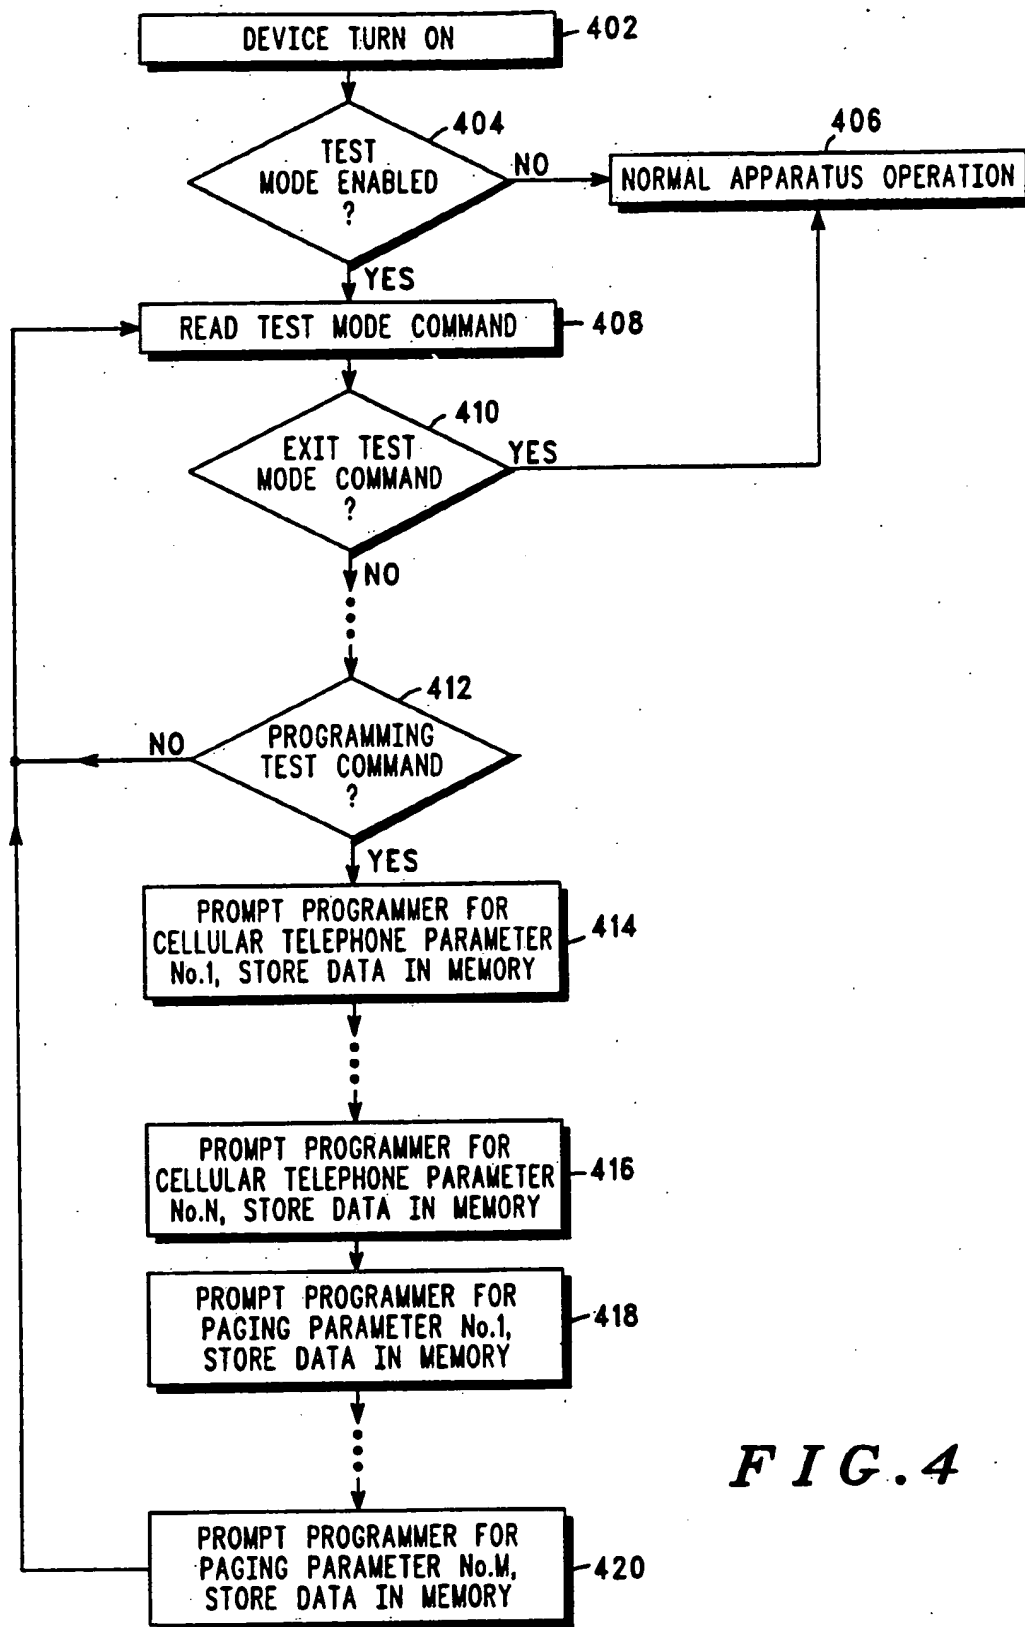 DEVICE TURN ON
402
TEST
MODE ENABLED
?
404
NO
406
NORMAL APPARATUS OPERATION
YES
READ TEST MODE COMMAND
408
EXIT TEST
MODE COMMAND
?
410
YES
NO
PROGRAMMING
TEST COMMAND
?
412
NO
YES
PROMPT PROGRAMMER FOR
CELLULAR TELEPHONE PARAMETER
No.1, STORE DATA IN MEMORY
414
PROMPT PROGRAMMER FOR
CELLULAR TELEPHONE PARAMETER
No.N, STORE DATA IN MEMORY
416
PROMPT PROGRAMMER FOR
PAGING PARAMETER No.1,
STORE DATA IN MEMORY
418
PROMPT PROGRAMMER FOR
PAGING PARAMETER No.M,
STORE DATA IN MEMORY
420
FIG.4